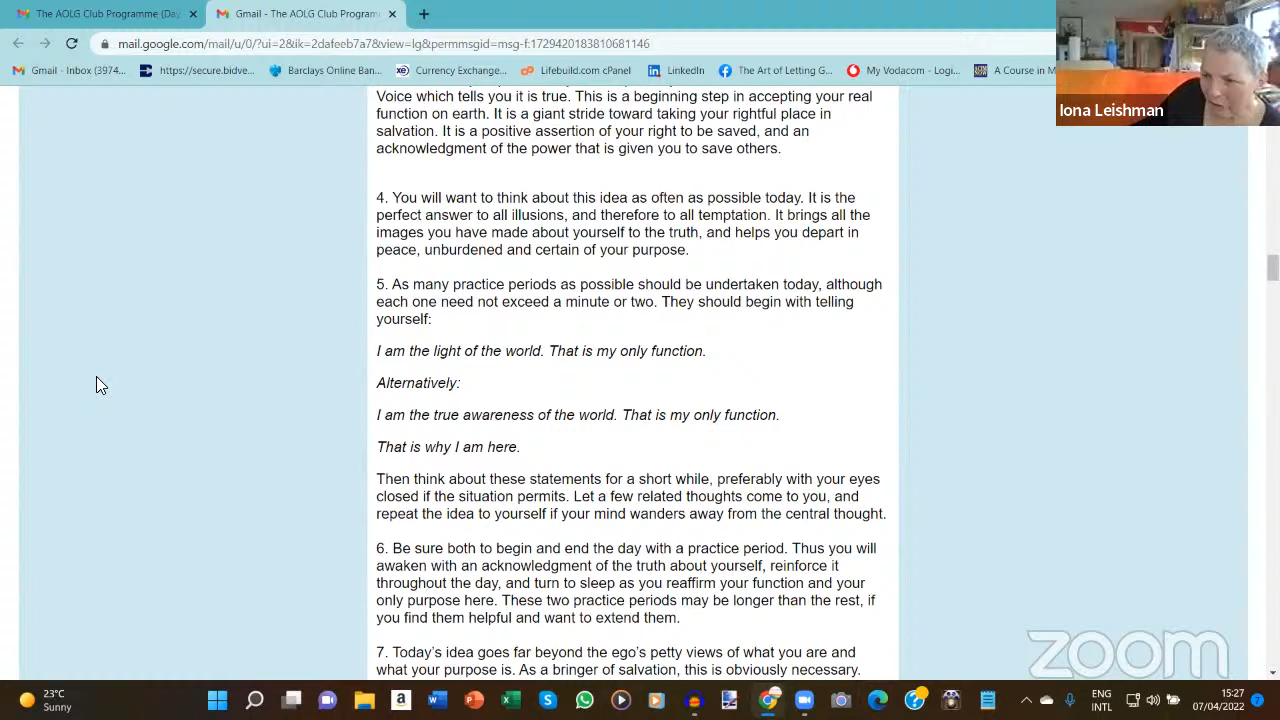 The AOLG Club Programme (Day
Gmail - The AOLG Club Program
mail.google.com/mail/u/0/?ui=2&ik=2dafeeb7a7&view=lg&permmsgid=msg-f:1729420183810681146
Gmail - Inbox (3974...
https://secure.bidve...
Barclays Online Ban...
Currency Exchange...
Lifebuild.com cPanel
LinkedIn
The Art of Letting G...
My Vodacom - Logi...
A Course in M
Iona Leishman
Voice which tells you it is true. This is a beginning step in accepting your real
function on earth. It is a giant stride toward taking your rightful place in
salvation. It is a positive assertion of your right to be saved, and an
acknowledgment of the power that is given you to save others.
4. You will want to think about this idea as often as possible today. It is the
perfect answer to all illusions, and therefore to all temptation. It brings all the
images you have made about yourself to the truth, and helps you depart in
peace, unburdened and certain of your purpose.
5. As many practice periods as possible should be undertaken today, although
each one need not exceed a minute or two. They should begin with telling
yourself:
I am the light of the world. That is my only function.
Alternatively:
I am the true awareness of the world. That is my only function.
That is why I am here.
Then think about these statements for a short while, preferably with your eyes
closed if the situation permits. Let a few related thoughts come to you, and
repeat the idea to yourself if your mind wanders away from the central thought.
6. Be sure both to begin and end the day with a practice period. Thus you will
awaken with an acknowledgment of the truth about yourself, reinforce it
throughout the day, and turn to sleep as you reaffirm your function and your
only purpose here. These two practice periods may be longer than the rest, if
you find them helpful and want to extend them.
7. Today's idea goes far beyond the ego's petty views of what you are and
what your purpose is. As a bringer of salvation, this is obviously necessary.
zoom
23°C
Sunny
ENG
INTL
15:27
07/04/2022